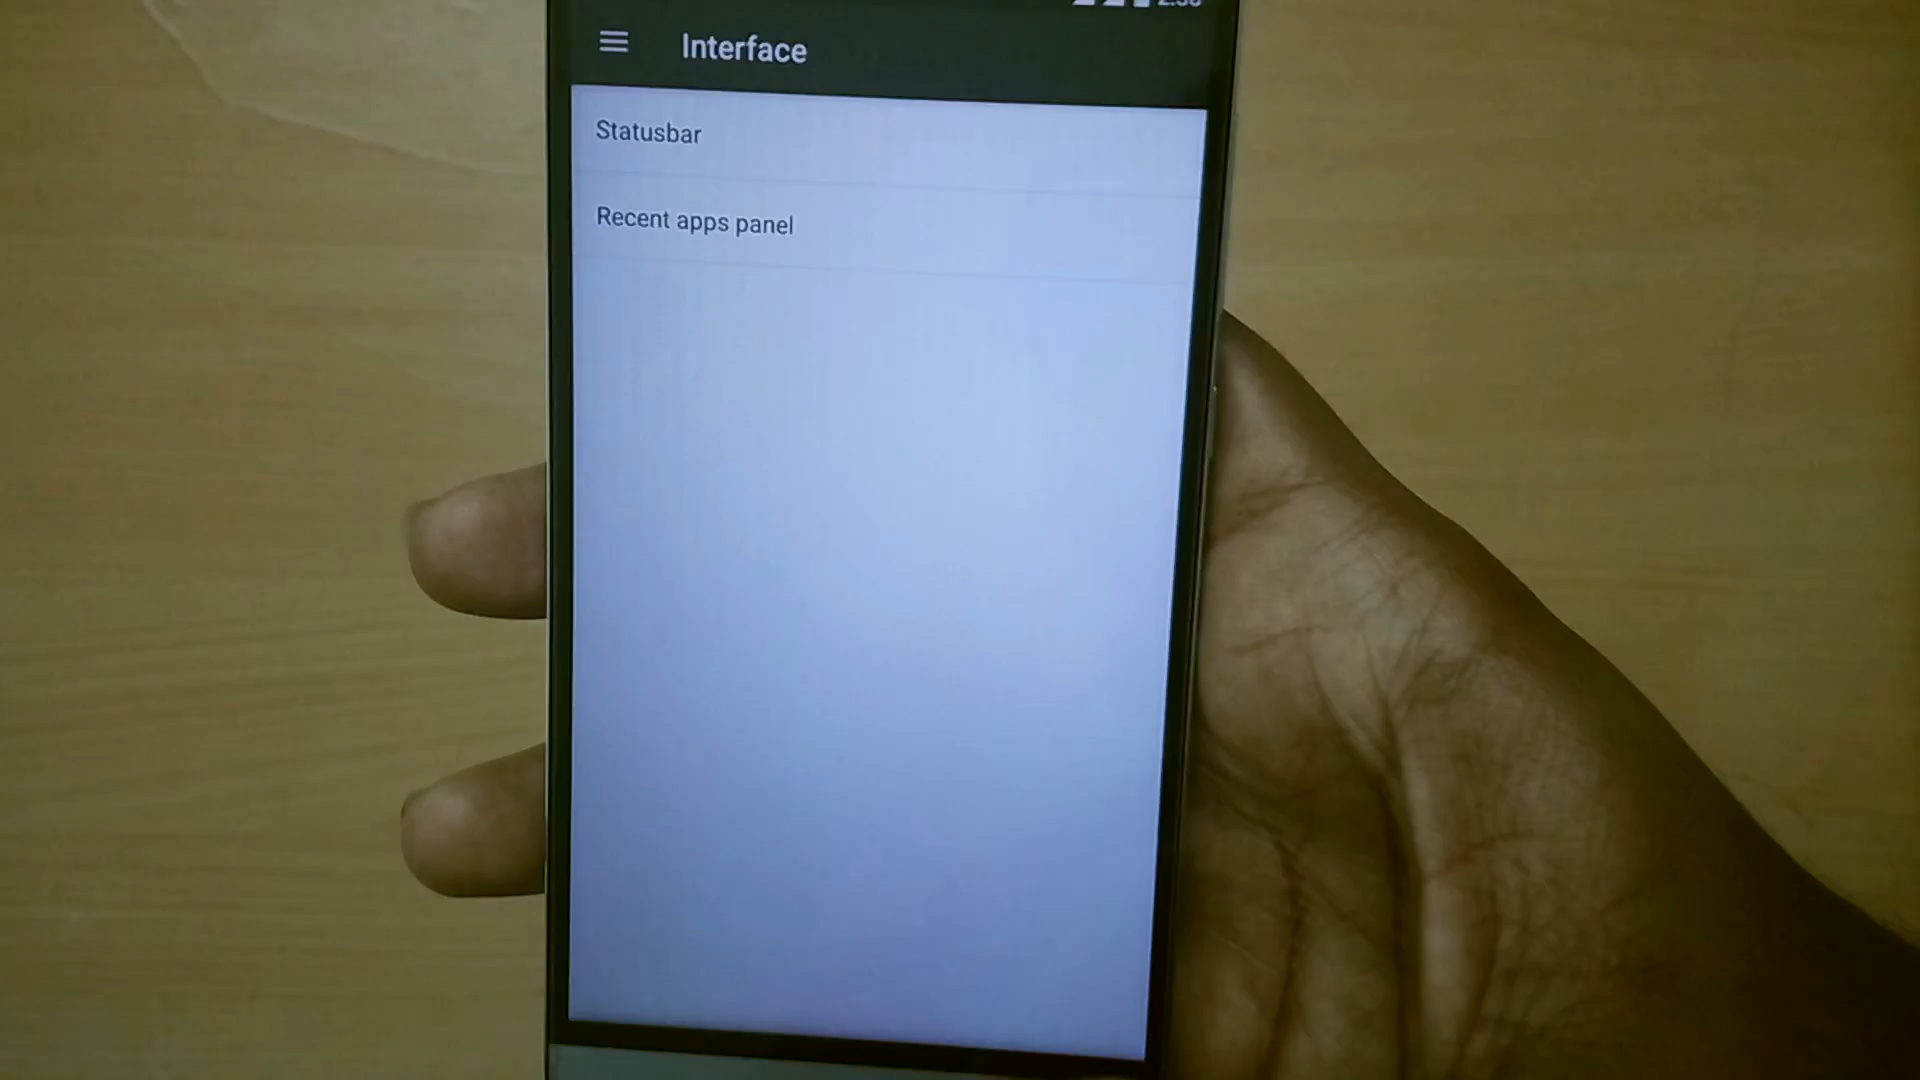 Interface
Statusbar
Recent apps panel